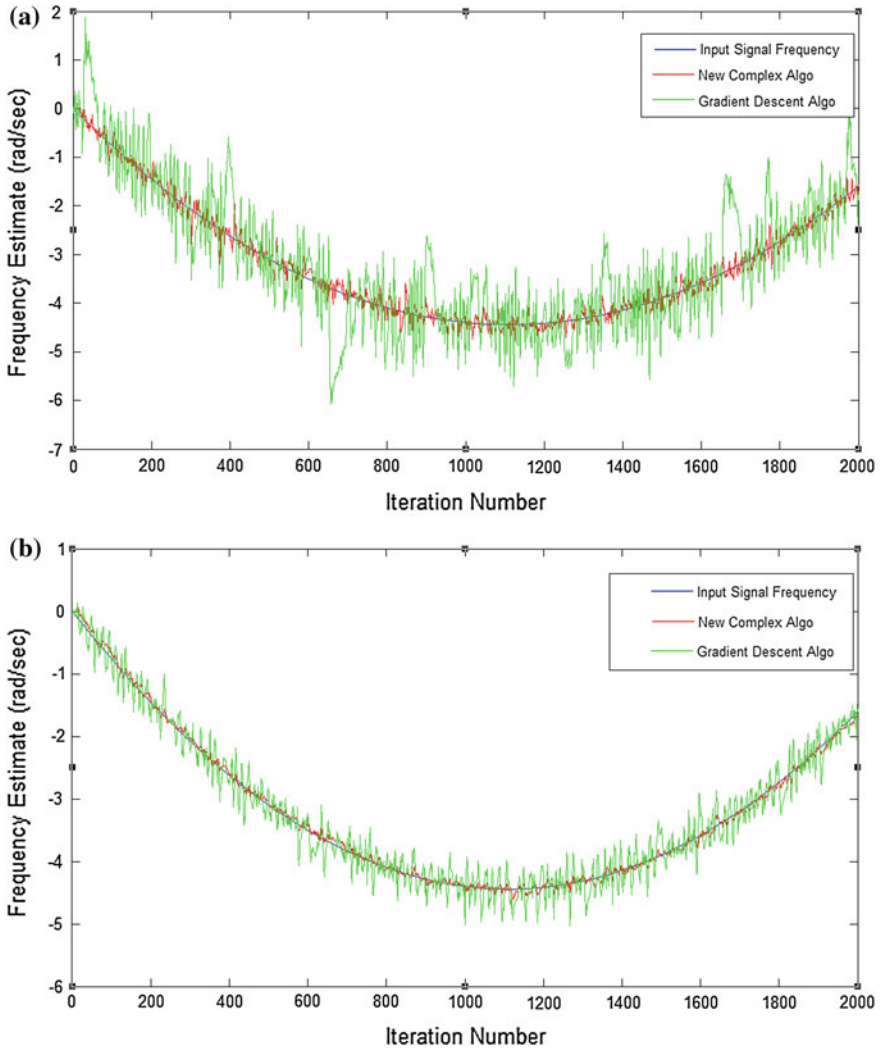 (a)
2
1
0
-1
-2
-3
-4
-5
-6
-7
Frequency Estimate (rad/sec)
Input Signal Frequency
New Complex Algo
Gradient Descent Algo
0 200 400 600 800 1000 1200 1400 1600 1800 2000
Iteration Number
(b)
1
0
-1
-2
-3
-4
-5
-6
Frequency Estimate (rad/sec)
Input Signal Frequency
New Complex Algo
Gradient Descent Algo
0 200 400 600 800 1000 1200 1400 1600 1800 2000
Iteration Number